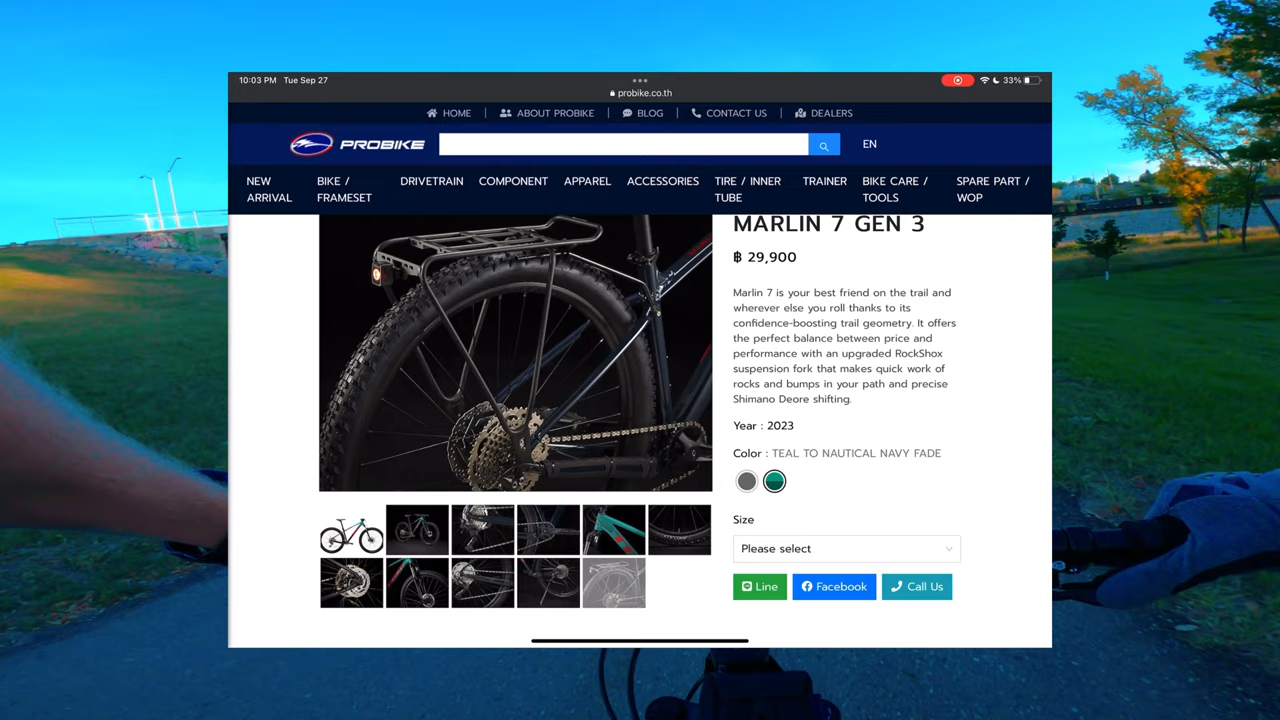 10:03 PM Tue Sep 27
33%
probike.co.th
HOME
ABOUT PROBIKE
BLOG
CONTACT US
DEALERS
PROBIKE
EN
NEW ARRIVAL
BIKE / FRAMESET
DRIVETRAIN
COMPONENT
APPAREL
ACCESSORIES
TIRE / INNER TUBE
TRAINER
BIKE CARE / TOOLS
SPARE PART / WOP
MARLIN 7 GEN 3
฿ 29,900
Marlin 7 is your best friend on the trail and
wherever else you roll thanks to its
confidence-boosting trail geometry. It offers
the perfect balance between price and
performance with an upgraded RockShox
suspension fork that makes quick work of
rocks and bumps in your path and precise
Shimano Deore shifting.
Year : 2023
Color : TEAL TO NAUTICAL NAVY FADE
Size
Please select
Line
Facebook
Call Us